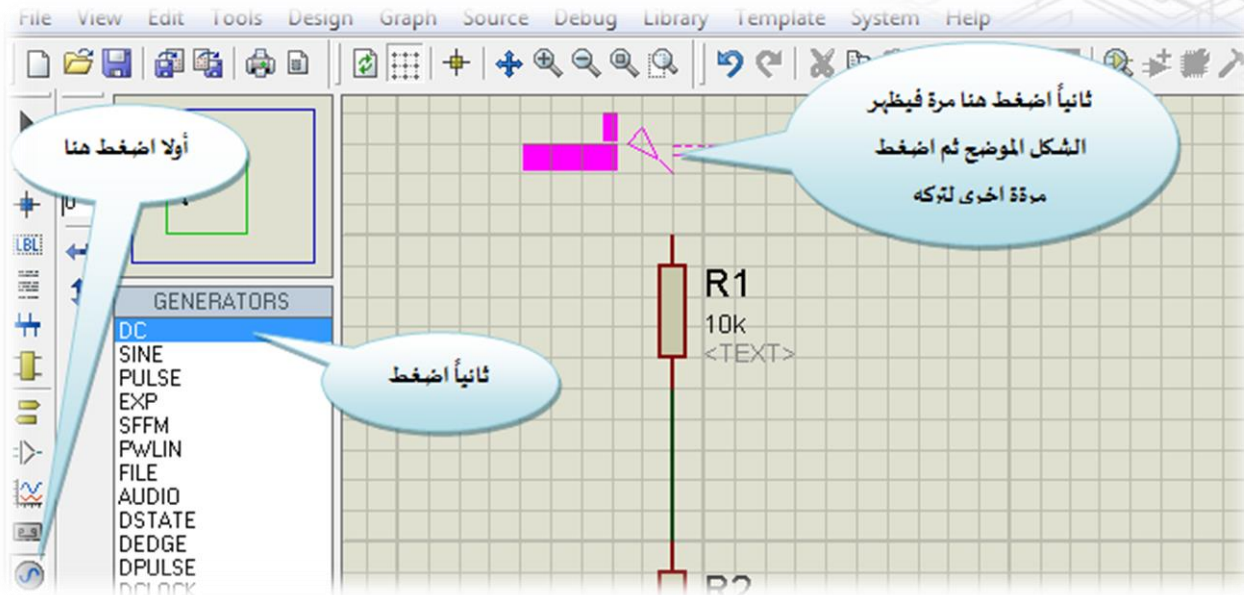 File View Edit Tools Design Graph Source Debug Library Template System Help
أولا اضغط هنا
ثانياً اضغط هنا مرة فيظهر
الشكل الموضح ثم اضغط
مرةة اخرى لتركه
LBL
GENERATORS
DC
SINE
PULSE
EXP
SFFM
PWLIN
FILE
AUDIO
DSTATE
DEDGE
DPULSE
DCLOCK
ثانياً اضغط
R1
10k
<TEXT>
R2